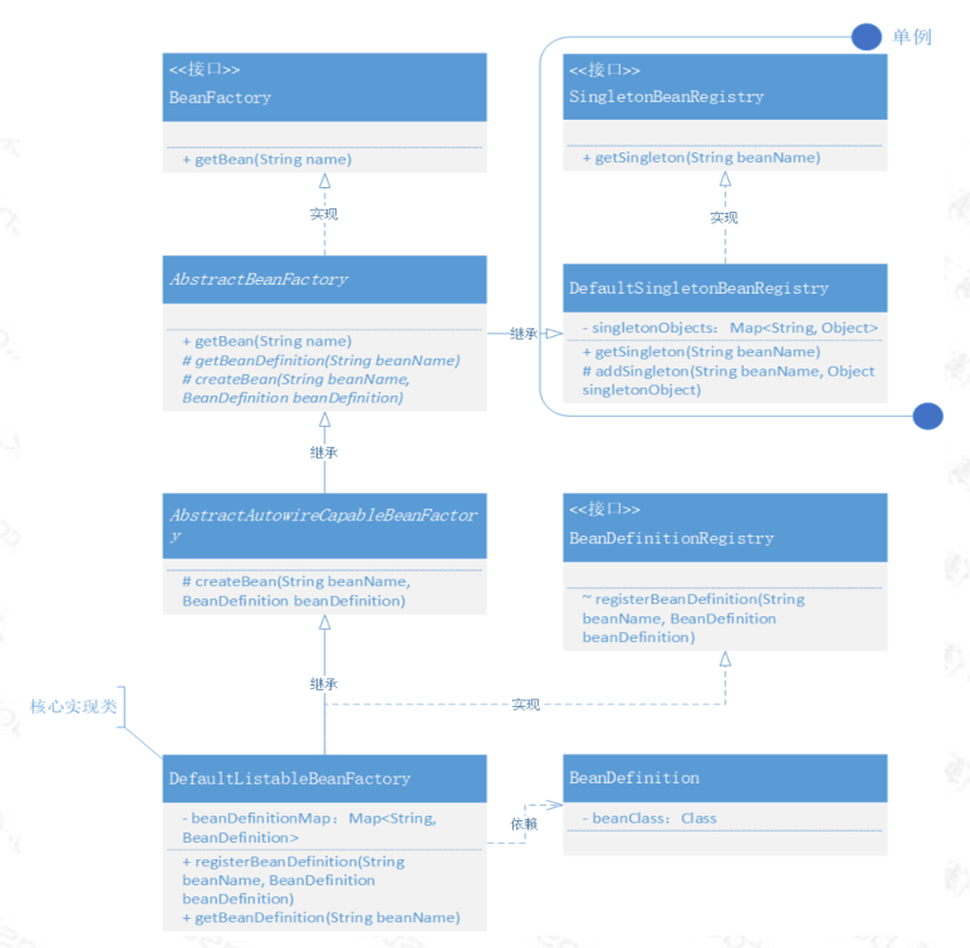 单例
<<接口>>
BeanFactory
+ getBean(String name)
<<接口>>
SingletonBeanRegistry
+ getSingleton(String beanName)
实现
实现
AbstractBeanFactory
+ getBean(String name)
# getBeanDefinition(String beanName)
# createBean(String beanName,
BeanDefinition beanDefinition)
继承
DefaultSingletonBeanRegistry
- singletonObjects： Map<String, Object>
+ getSingleton(String beanName)
# addSingleton(String beanName, Object
singletonObject)
继承
AbstractAutowireCapableBeanFactor
y
# createBean(String beanName,
BeanDefinition beanDefinition)
<<接口>>
BeanDefinitionRegistry
~ registerBeanDefinition(String
beanName, BeanDefinition
beanDefinition)
继承
实现
核心实现类
DefaultListableBeanFactory
- beanDefinitionMap： Map<String,
BeanDefinition>
+ registerBeanDefinition(String
beanName, BeanDefinition
beanDefinition)
+ getBeanDefinition(String beanName)
依赖
BeanDefinition
- beanClass： Class